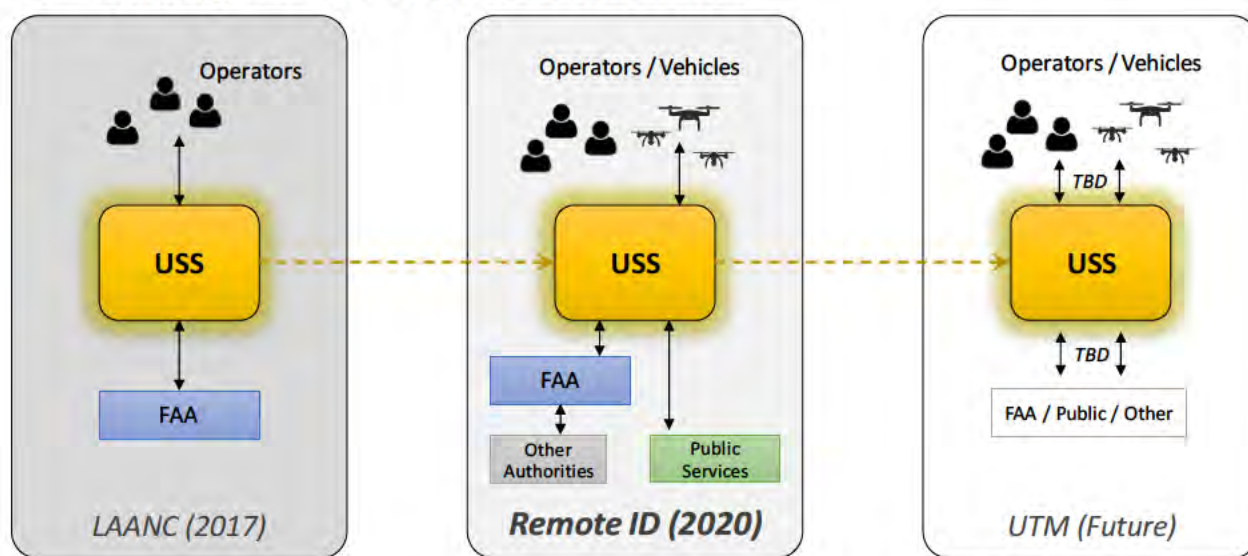 Operators
USS
FAA
LAANC (2017)
Operators / Vehicles
USS
FAA
Other
Authorities
Public
Services
Remote ID (2020)
Operators / Vehicles
TBD
USS
TBD
FAA / Public / Other
UTM (Future)